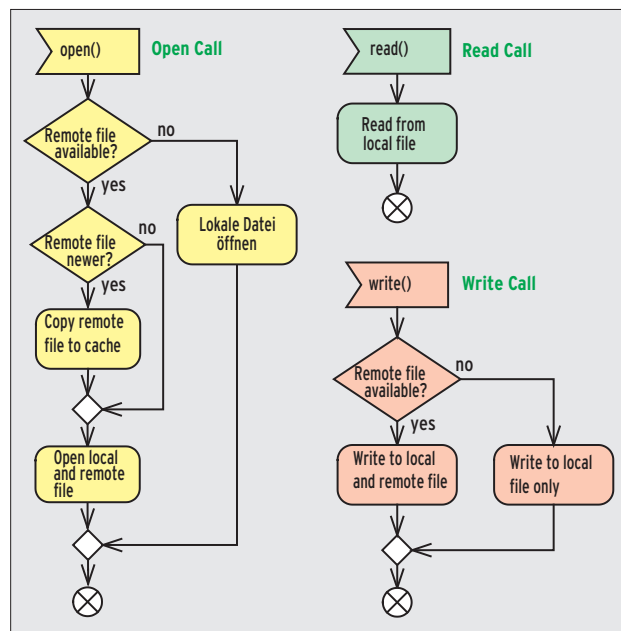 open()
Open Call
Remote file
available?
no
yes
Remote file
newer?
no
yes
Lokale Datei
öffnen
Copy remote
file to cache
Open local
and remote
file
read()
Read Call
Read from
local file
write()
Write Call
Remote file
available?
no
yes
Write to local
and remote file
Write to local
file only